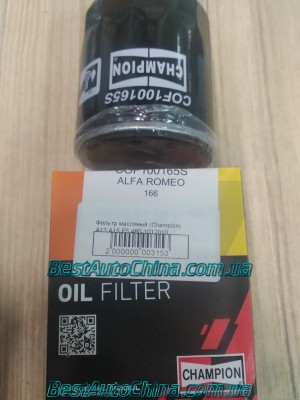 CHAMPION
COF100165S
COF100165S
ALFA ROMEO
166
Фильтр масляный (Champion)
2 000000 003153
BestAutoChina.com.ua
OIL FILTER
CHAMPION
BestAutoChina.com.ua